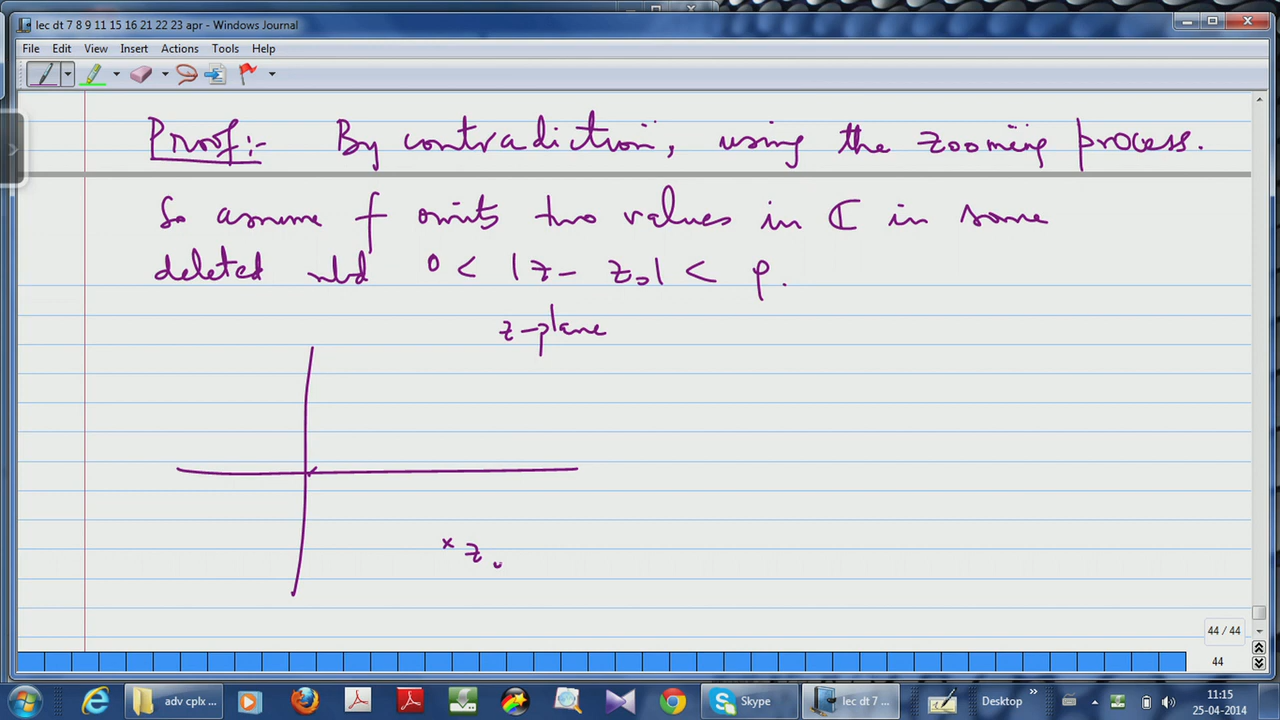 lec dt 7 8 9 11 15 16 21 22 23 apr - Windows Journal
File Edit View Insert Actions Tools Help
Proof:- By contradiction, using the zooming process.
So assume f omits two values in ℂ in some
deleted nbd 0 < |z - z₀| < ρ.
z-plane
× z₀
44 / 44
44
adv cplx ... Skype lec dt 7 ... Desktop » 11:15
25-04-2014